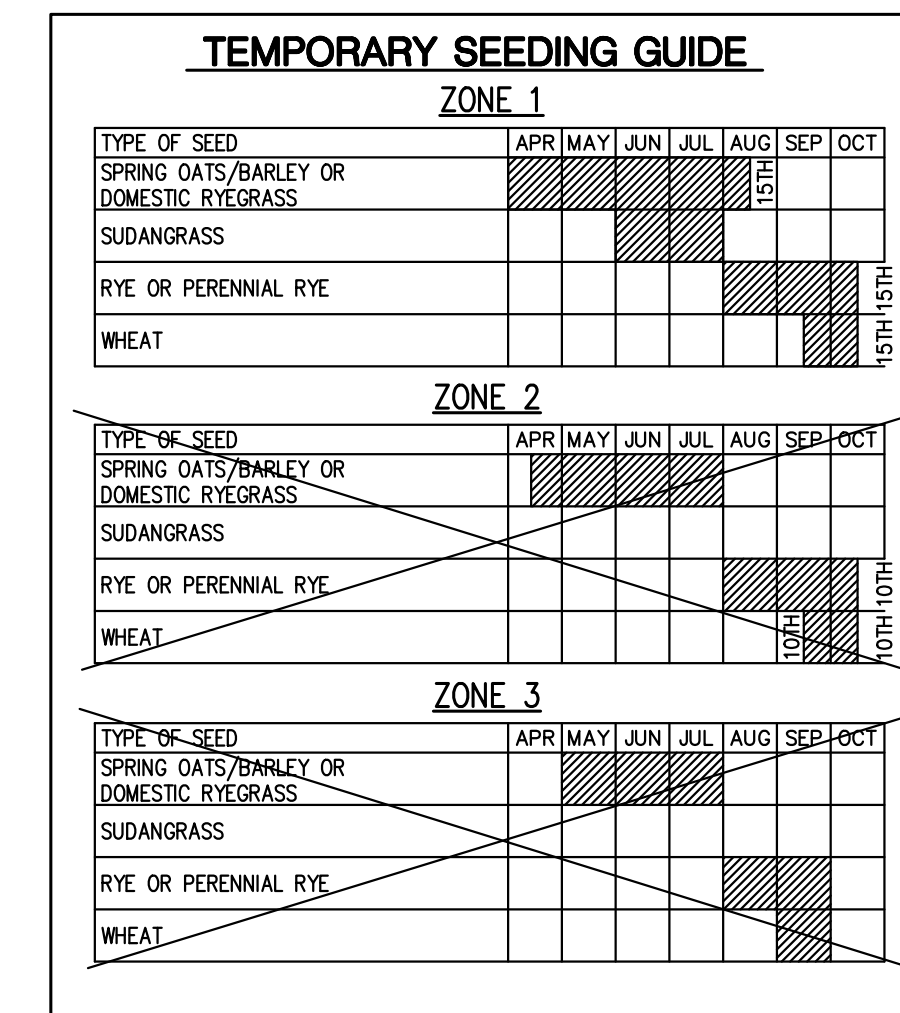 TEMPORARY SEEDING GUIDE
ZONE 1
TYPE OF SEED APR MAY JUN JUL AUG SEP OCT
SPRING OATS/BARLEY OR
DOMESTIC RYEGRASS 15TH
SUDANGRASS
RYE OR PERENNIAL RYE 15TH
WHEAT 15TH
ZONE 2
TYPE OF SEED APR MAY JUN JUL AUG SEP OCT
SPRING OATS/BARLEY OR
DOMESTIC RYEGRASS
SUDANGRASS
RYE OR PERENNIAL RYE 10TH
WHEAT 10TH 10TH
ZONE 3
TYPE OF SEED APR MAY JUN JUL AUG SEP OCT
SPRING OATS/BARLEY OR
DOMESTIC RYEGRASS
SUDANGRASS
RYE OR PERENNIAL RYE
WHEAT